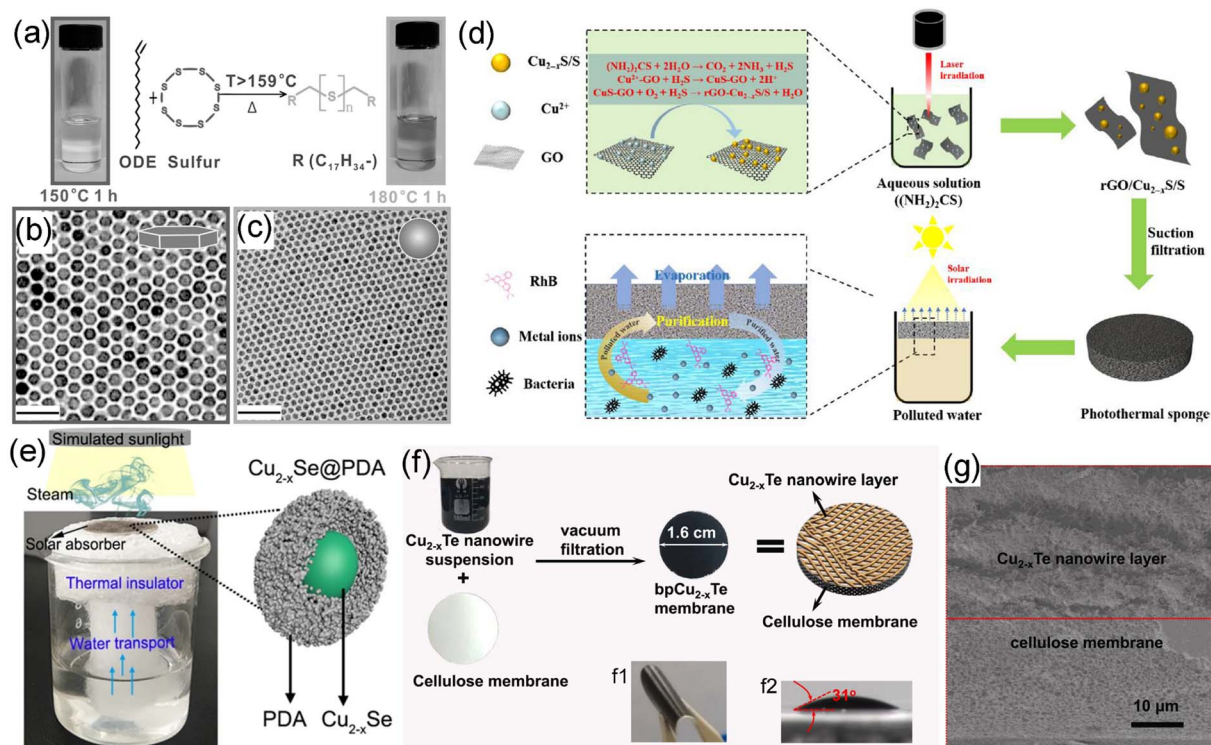 (a)
T>159°C
Δ
ODE Sulfur
+
S
S
S
S
S
S
S
S
R
S
n
R
R (C₁₇H₃₄-)
150°C 1 h
180°C 1 h
(b)
(c)
(d)
Cu₂₋ₓS/S
Cu²⁺
GO
(NH₂)₂CS + 2H₂O → CO₂ + 2NH₃ + H₂S
Cu²⁺-GO + H₂S → CuS-GO + 2H⁺
CuS-GO + O₂ + H₂S → rGO-Cu₂₋ₓS/S + H₂O
Laser
irradiation
Aqueous solution
((NH₂)₂CS)
rGO/Cu₂₋ₓS/S
Suction
filtration
RhB
Metal ions
Bacteria
Evaporation
Purification
Polluted water
Purified water
Solar
irradiation
Polluted water
Photothermal sponge
(e)
Simulated sunlight
Steam
Solar absorber
Thermal insulator
Water transport
Cu₂₋ₓSe@PDA
PDA
Cu₂₋ₓSe
(f)
Cu₂₋ₓTe nanowire
suspension
+
Cellulose membrane
vacuum
filtration
1.6 cm
bpCu₂₋ₓTe
membrane
=
Cu₂₋ₓTe nanowire layer
Cellulose membrane
f1
f2
31°
(g)
Cu₂₋ₓTe nanowire layer
cellulose membrane
10 μm